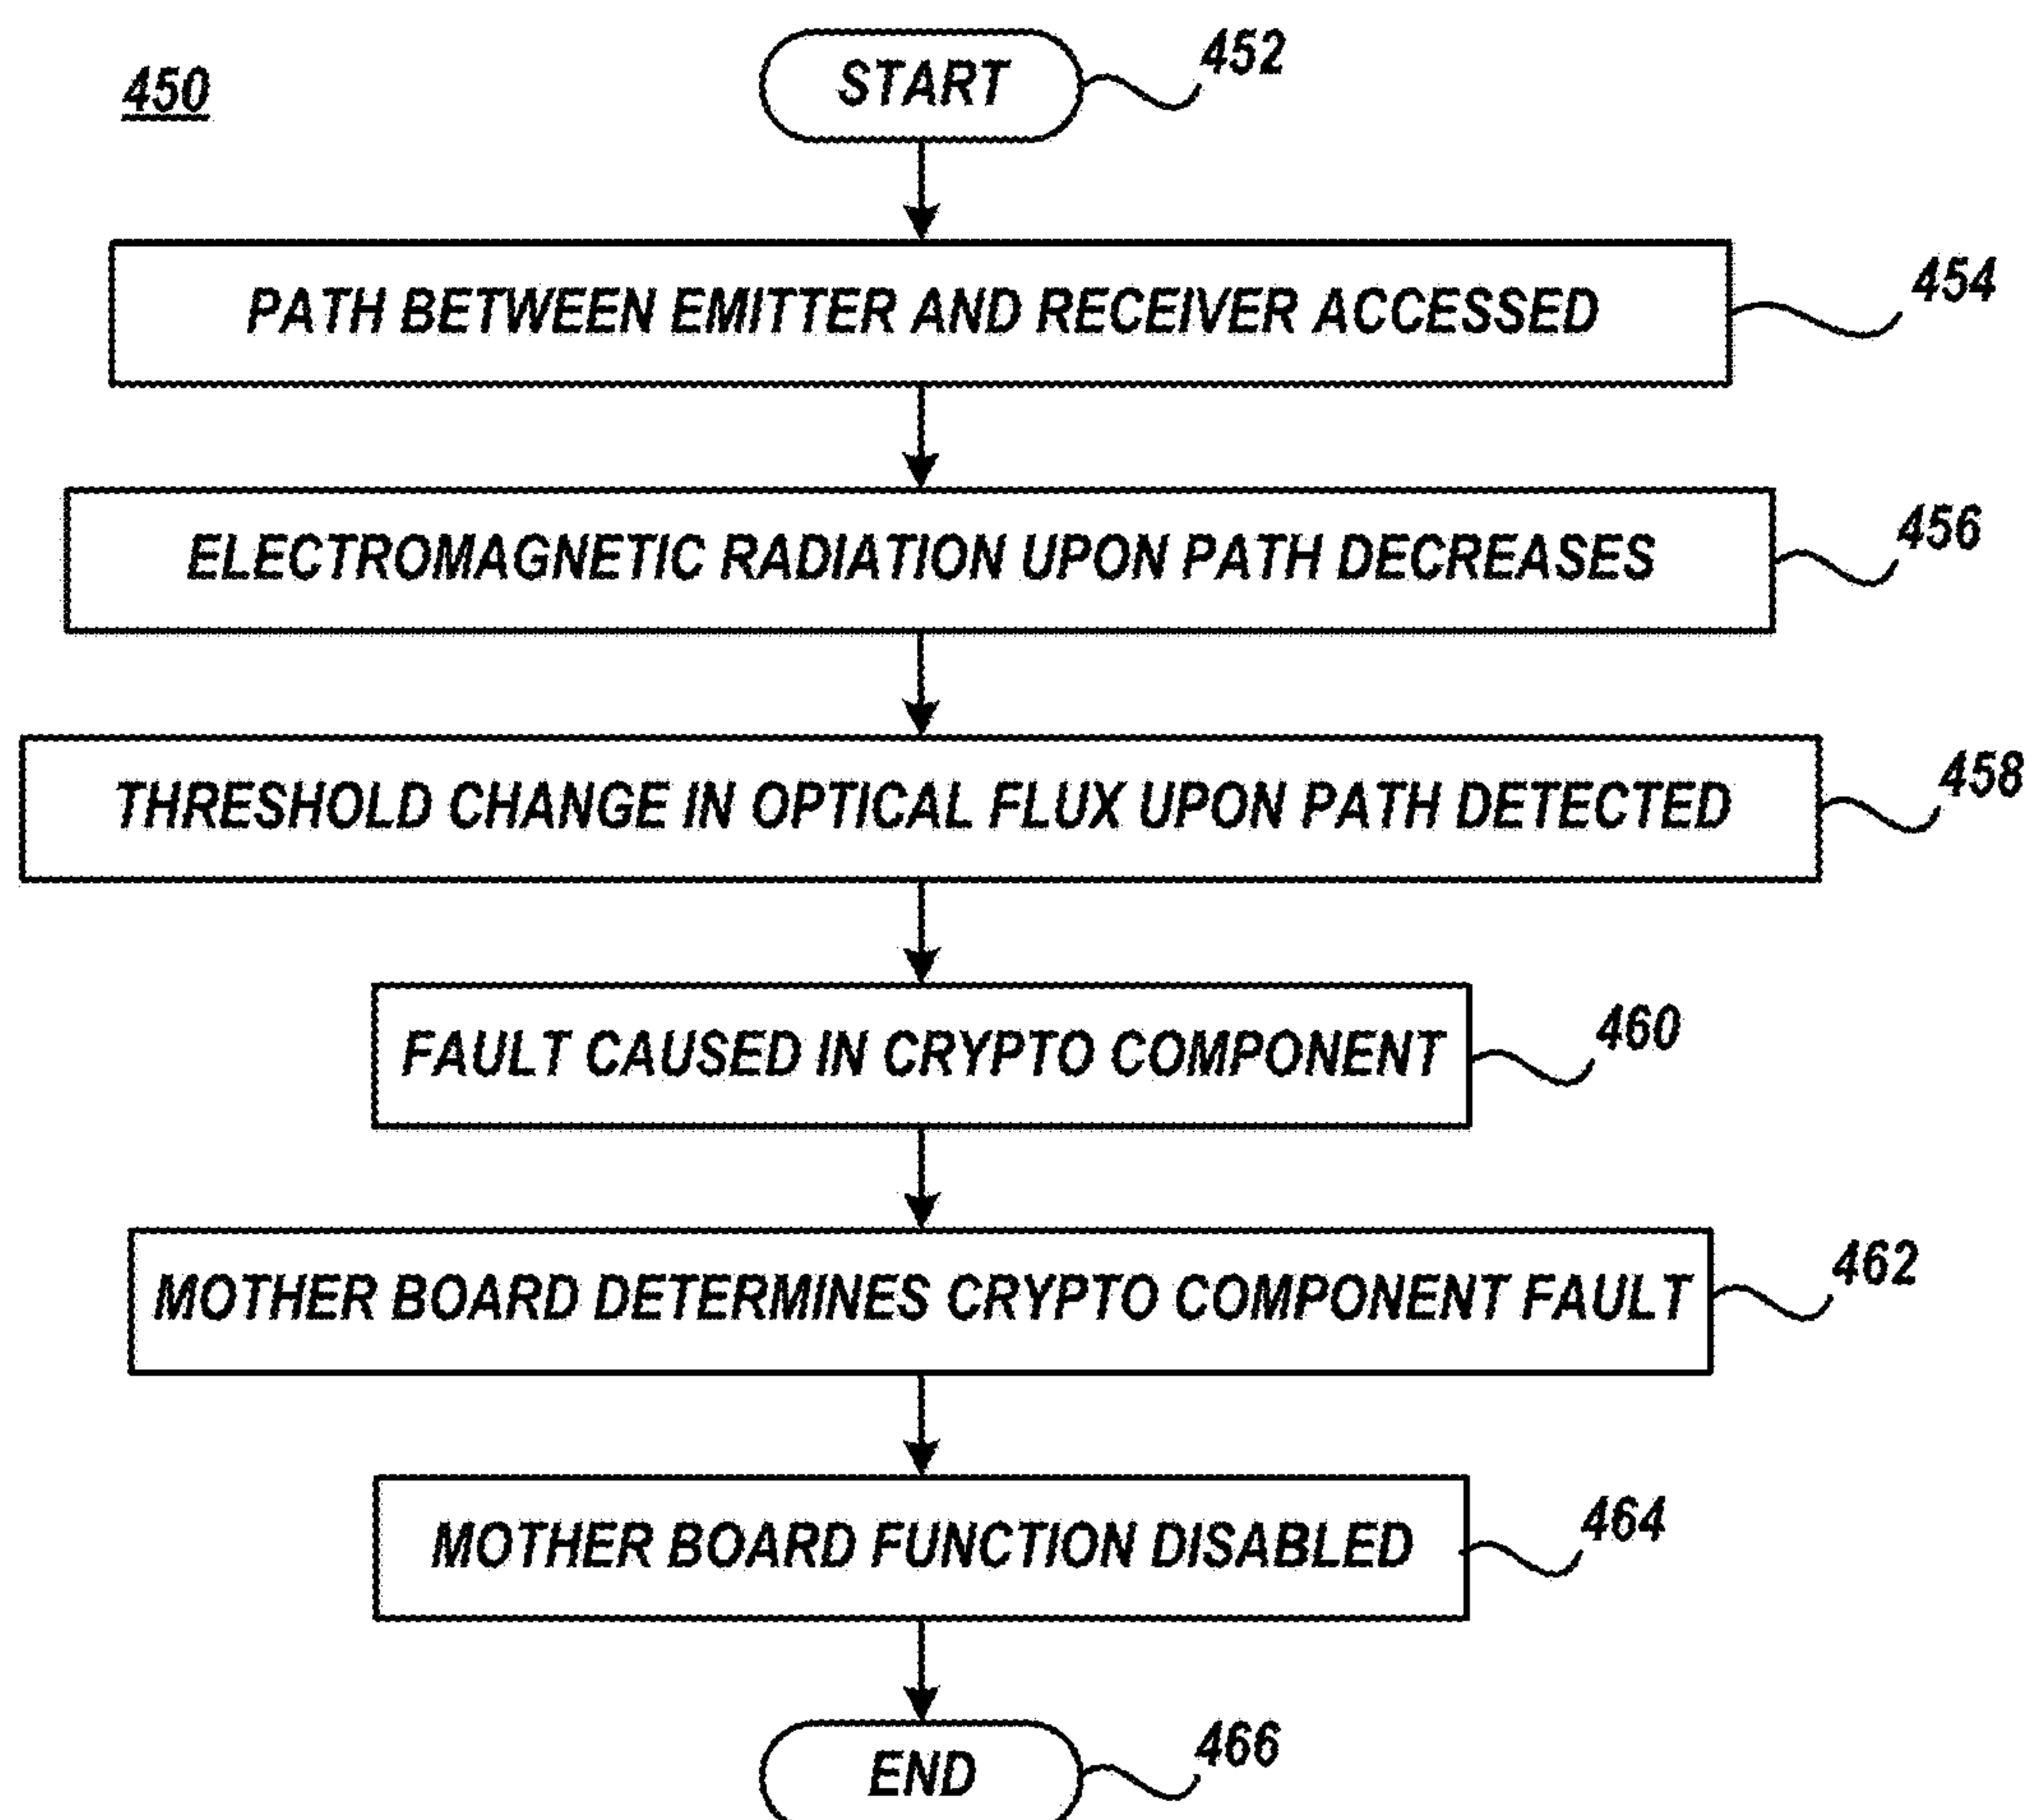 450
START
452
PATH BETWEEN EMITTER AND RECEIVER ACCESSED
454
ELECTROMAGNETIC RADIATION UPON PATH DECREASES
456
THRESHOLD CHANGE IN OPTICAL FLUX UPON PATH DETECTED
458
FAULT CAUSED IN CRYPTO COMPONENT
460
MOTHER BOARD DETERMINES CRYPTO COMPONENT FAULT
462
MOTHER BOARD FUNCTION DISABLED
464
END
466